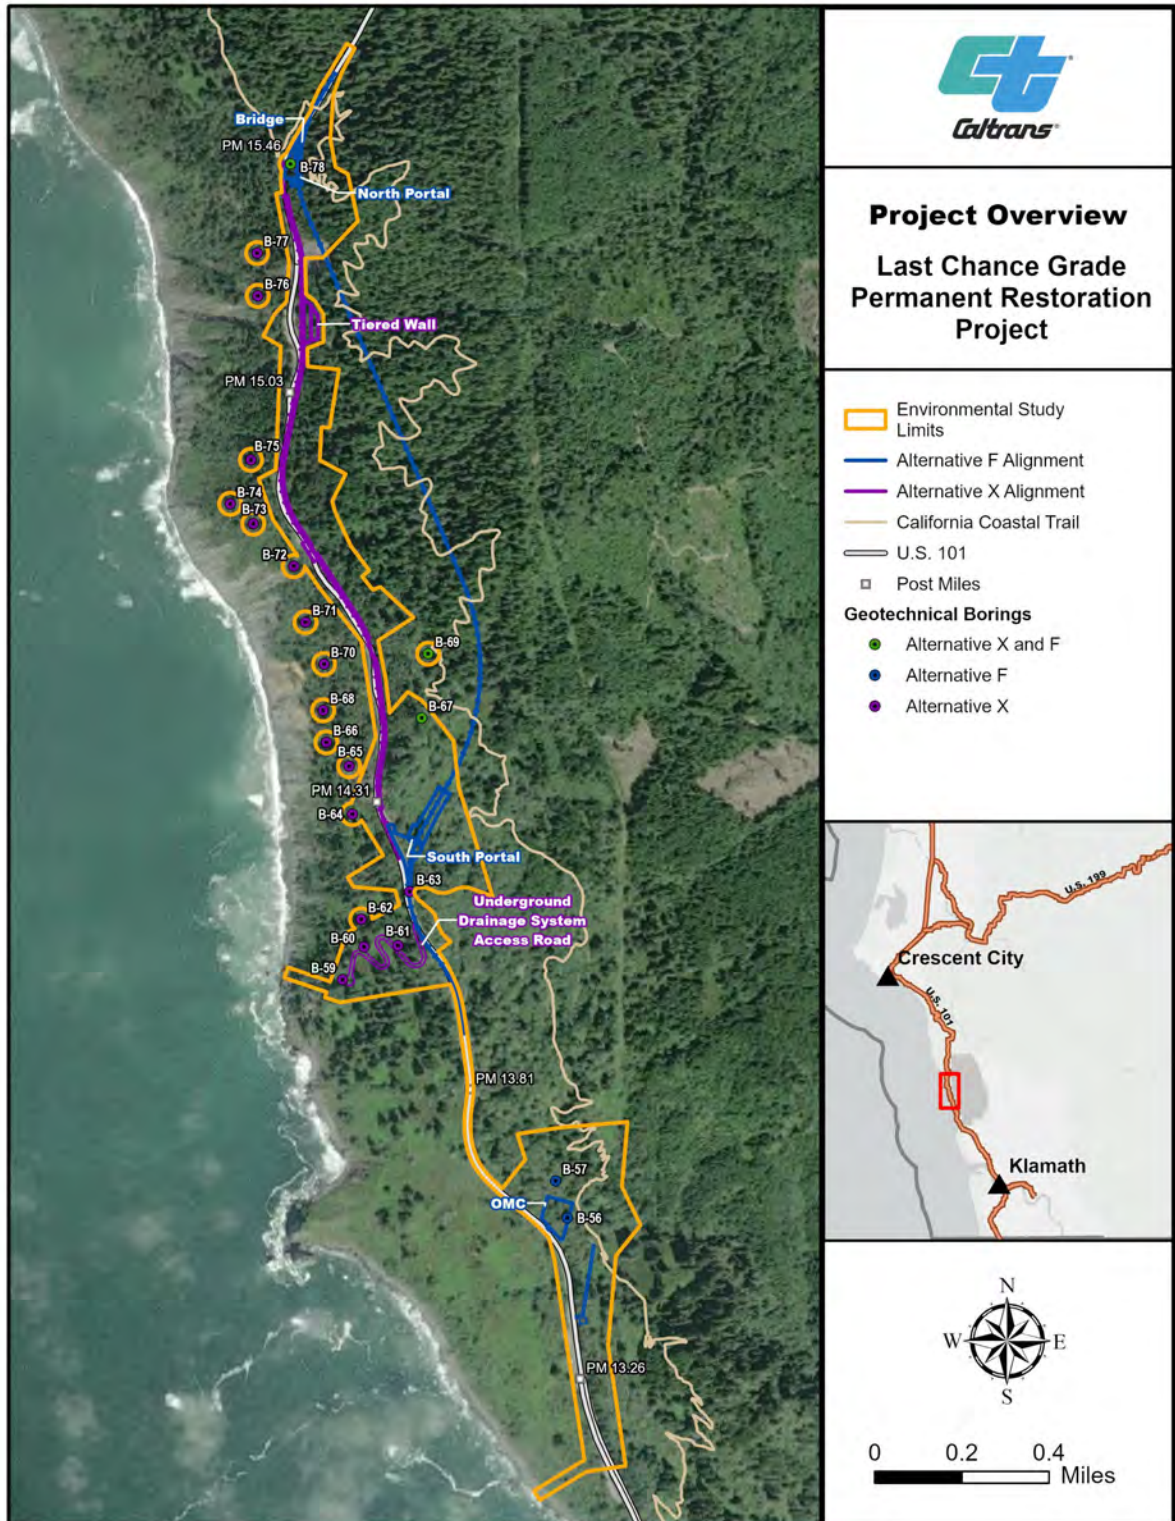 Bridge
PM 15.46
B-78
North Portal
B-77
B-76
Tiered Wall
PM 15.03
B-75
B-74
B-73
B-72
B-71
B-70
B-69
B-68
B-67
B-66
B-65
PM 14.31
B-64
South Portal
B-63
Underground
Drainage System
Access Road
B-62
B-61
B-60
B-59
PM 13.81
B-57
OMC
B-56
PM 13.26
Caltrans®
Project Overview
Last Chance Grade
Permanent Restoration
Project
Environmental Study
Limits
Alternative F Alignment
Alternative X Alignment
California Coastal Trail
U.S. 101
Post Miles
Geotechnical Borings
Alternative X and F
Alternative F
Alternative X
U.S. 199
Crescent City
U.S. 101
Klamath
N
W E
S
0 0.2 0.4
Miles